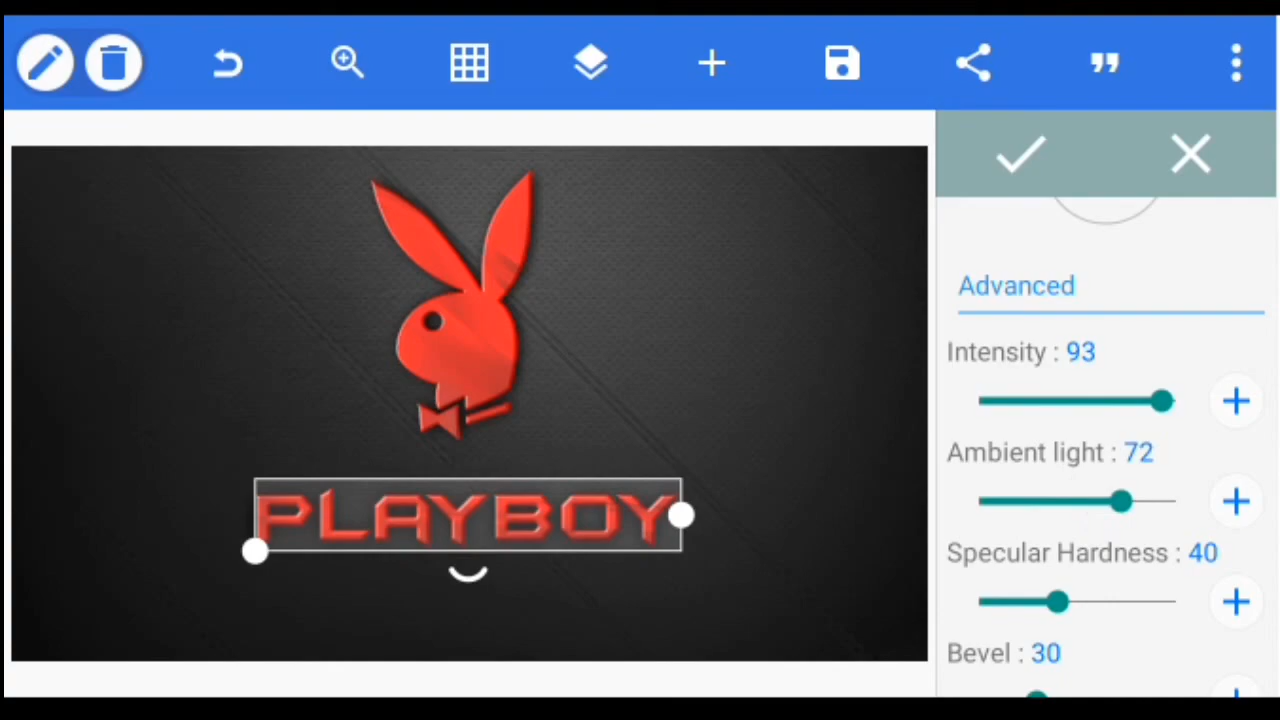 Advanced
Intensity : 93
Ambient light : 72
Specular Hardness : 40
Bevel : 30
PLAYBOY